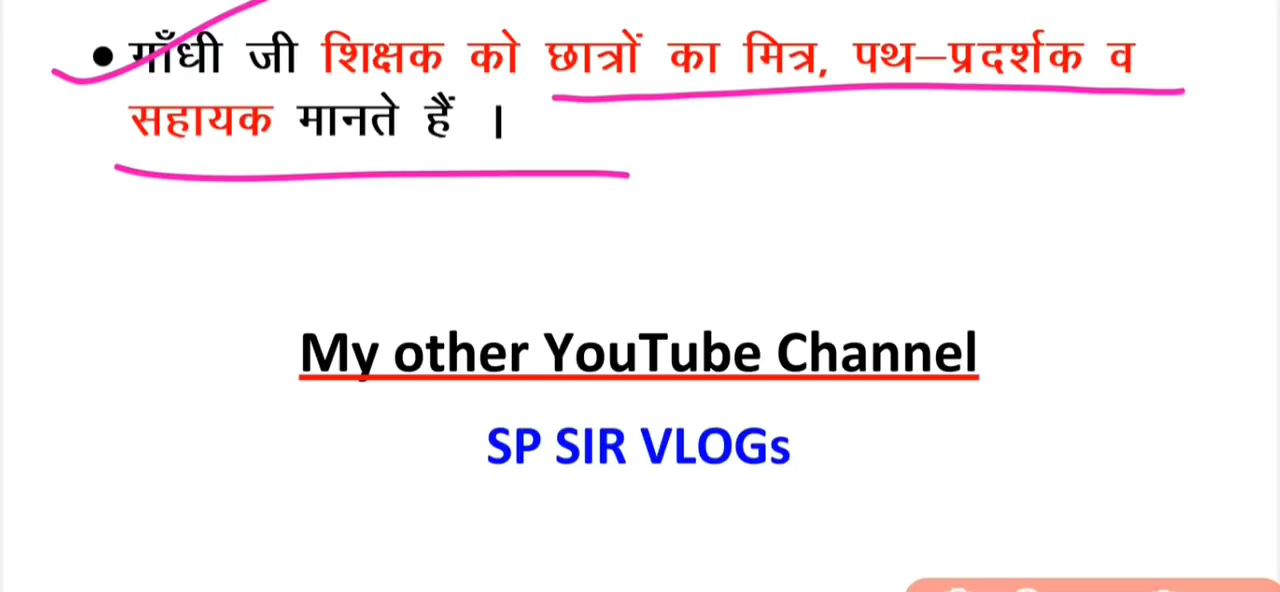 • गाँधी जी शिक्षक को छात्रों का मित्र, पथ–प्रदर्शक व
सहायक मानते हैं ।
My other YouTube Channel
SP SIR VLOGs